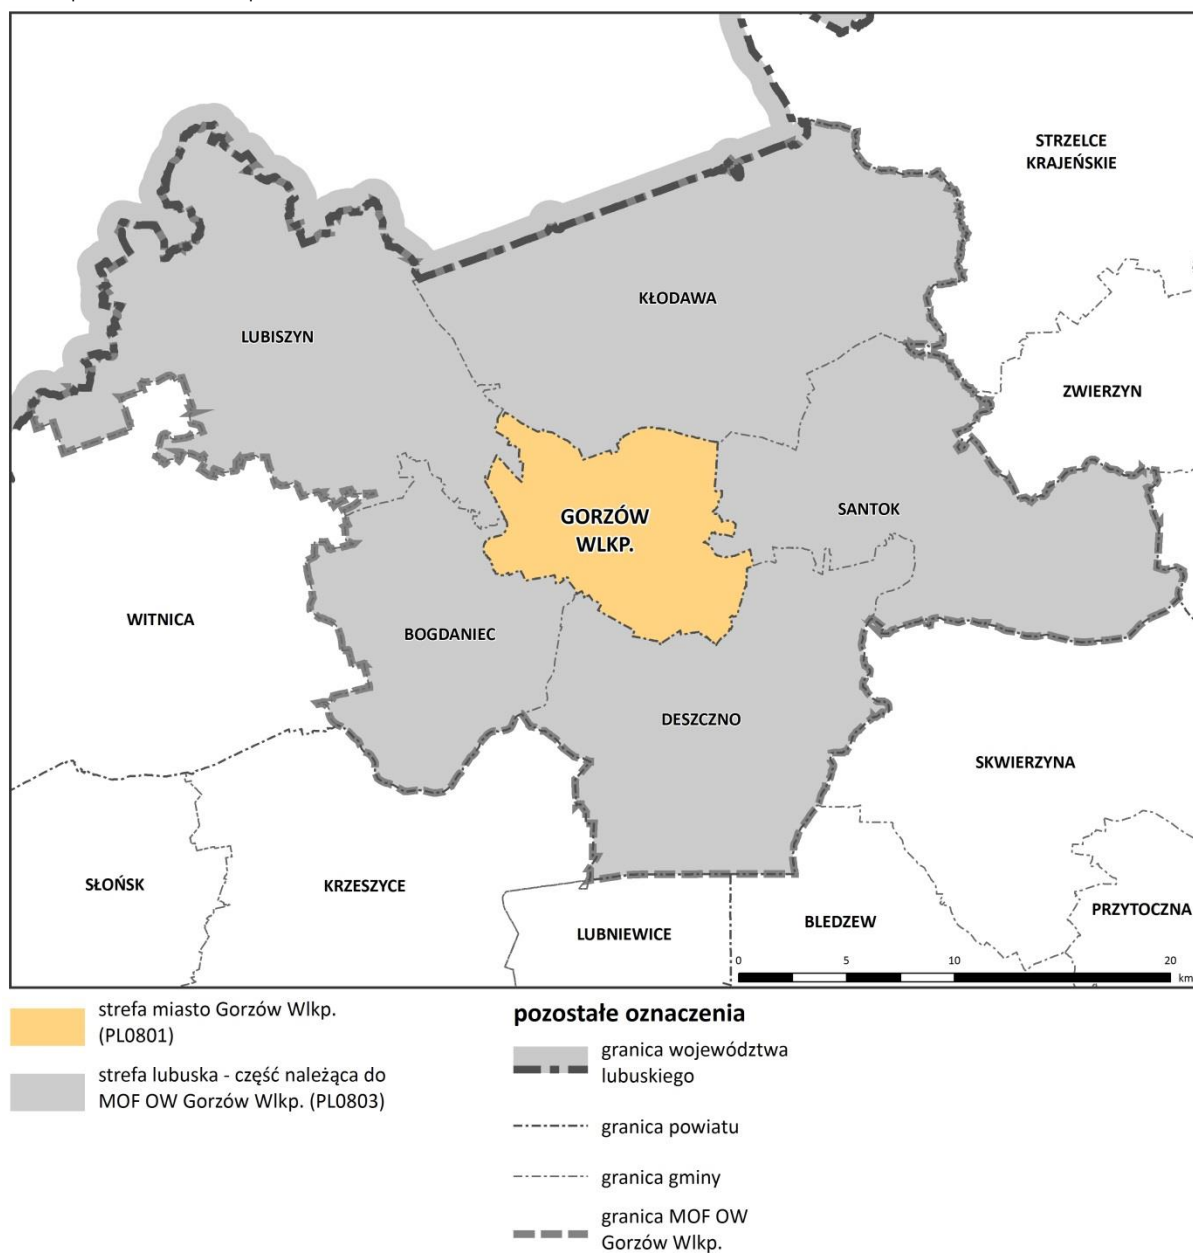 STRZELCE
KRAJEŃSKIE
KŁODAWA
LUBISZYN
ZWIERZYN
GORZÓW
WLKP.
SANTOK
WITNICA
BOGDANIEC
DESZCZNO
SKWIERZYNA
SŁOŃSK
KRZESZYCE
LUBNIEWICE
BLEDZEW
PRZYTOCZNA
0 5 10 20
km
strefa miasto Gorzów Wlkp.
(PL0801)
strefa lubuska - część należąca do
MOF OW Gorzów Wlkp. (PL0803)
pozostałe oznaczenia
granica województwa
lubuskiego
granica powiatu
granica gminy
granica MOF OW
Gorzów Wlkp.